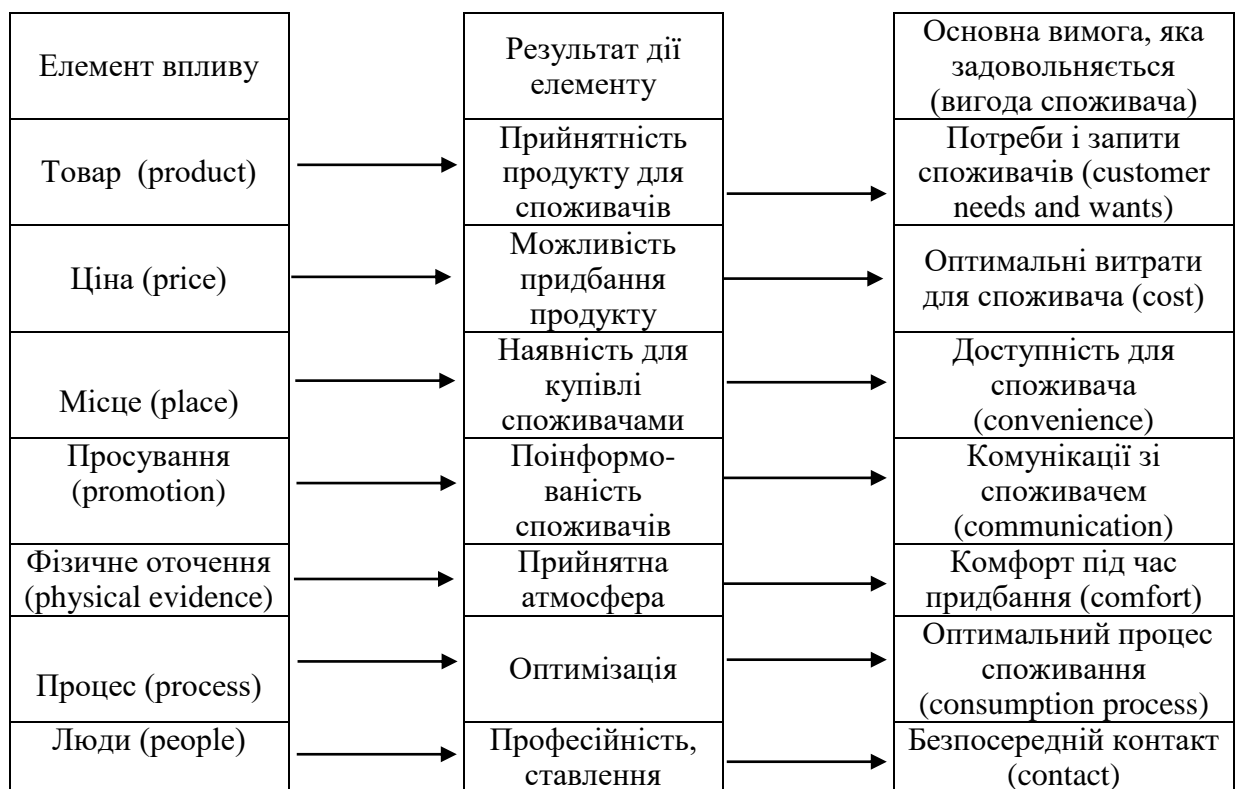 Елемент впливу
Результат дії
елементу
Основна вимога, яка
задовольняється
(вигода споживача)
Товар (product)
Прийнятність
продукту для
споживачів
Потреби і запити
споживачів (customer
needs and wants)
Ціна (price)
Можливість
придбання
продукту
Оптимальні витрати
для споживача (cost)
Місце (place)
Наявність для
купівлі
споживачами
Доступність для
споживача
(convenience)
Просування
(promotion)
Поінформо-
ваність
споживачів
Комунікації зі
споживачем
(communication)
Фізичне оточення
(physical evidence)
Прийнятна
атмосфера
Комфорт під час
придбання (comfort)
Процес (process)
Оптимізація
Оптимальний процес
споживання
(consumption process)
Люди (people)
Професійність,
ставлення
Безпосередній контакт
(contact)